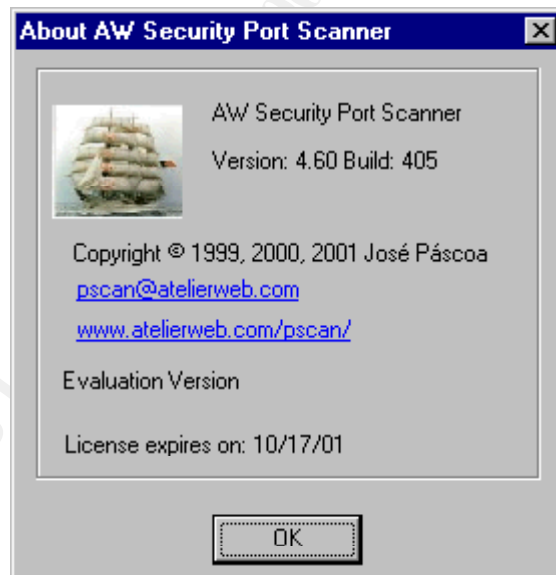 About AW Security Port Scanner
AW Security Port Scanner
Version: 4.60 Build: 405
Copyright © 1999, 2000, 2001 José Páscoa
pscan@atelierweb.com
www.atelierweb.com/pscan/
Evaluation Version
License expires on: 10/17/01
OK